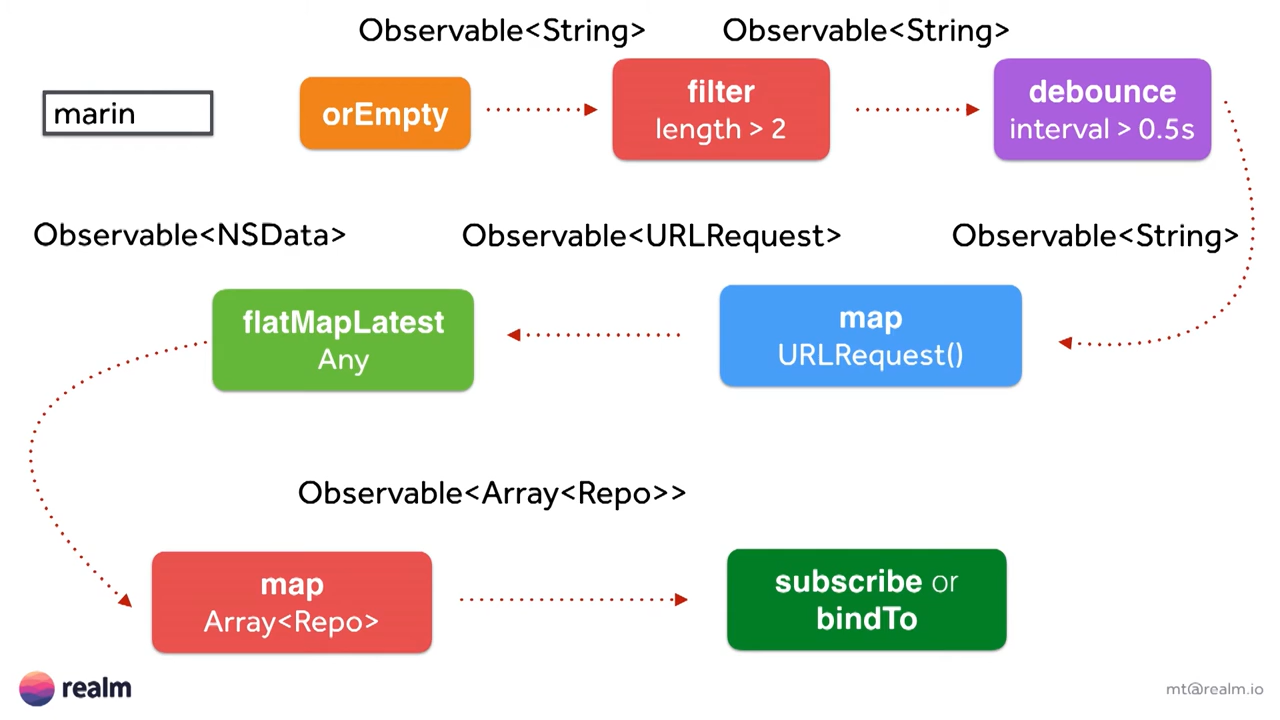 Observable<String>
Observable<String>
marin
orEmpty
filter
length > 2
debounce
interval > 0.5s
Observable<NSData>
Observable<URLRequest>
Observable<String>
flatMapLatest
Any
map
URLRequest()
Observable<Array<Repo>>
map
Array<Repo>
subscribe or
bindTo
realm
mt@realm.io